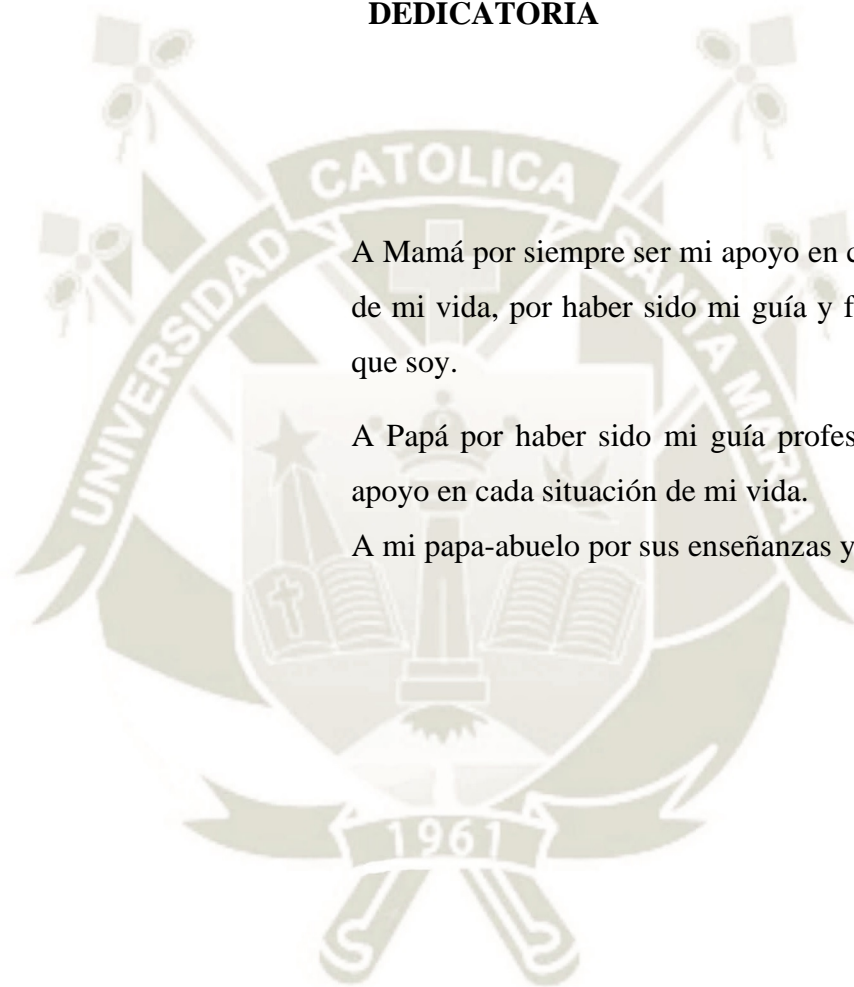 DEDICATORIA
CATOLICA
UNIVERSIDAD
SANTA MARIA
A Mamá por siempre ser mi apoyo en
de mi vida, por haber sido mi guía y
que soy.
A Papá por haber sido mi guía
apoyo en cada situación de mi vida.
A mi papa-abuelo por sus enseñanzas y
1961